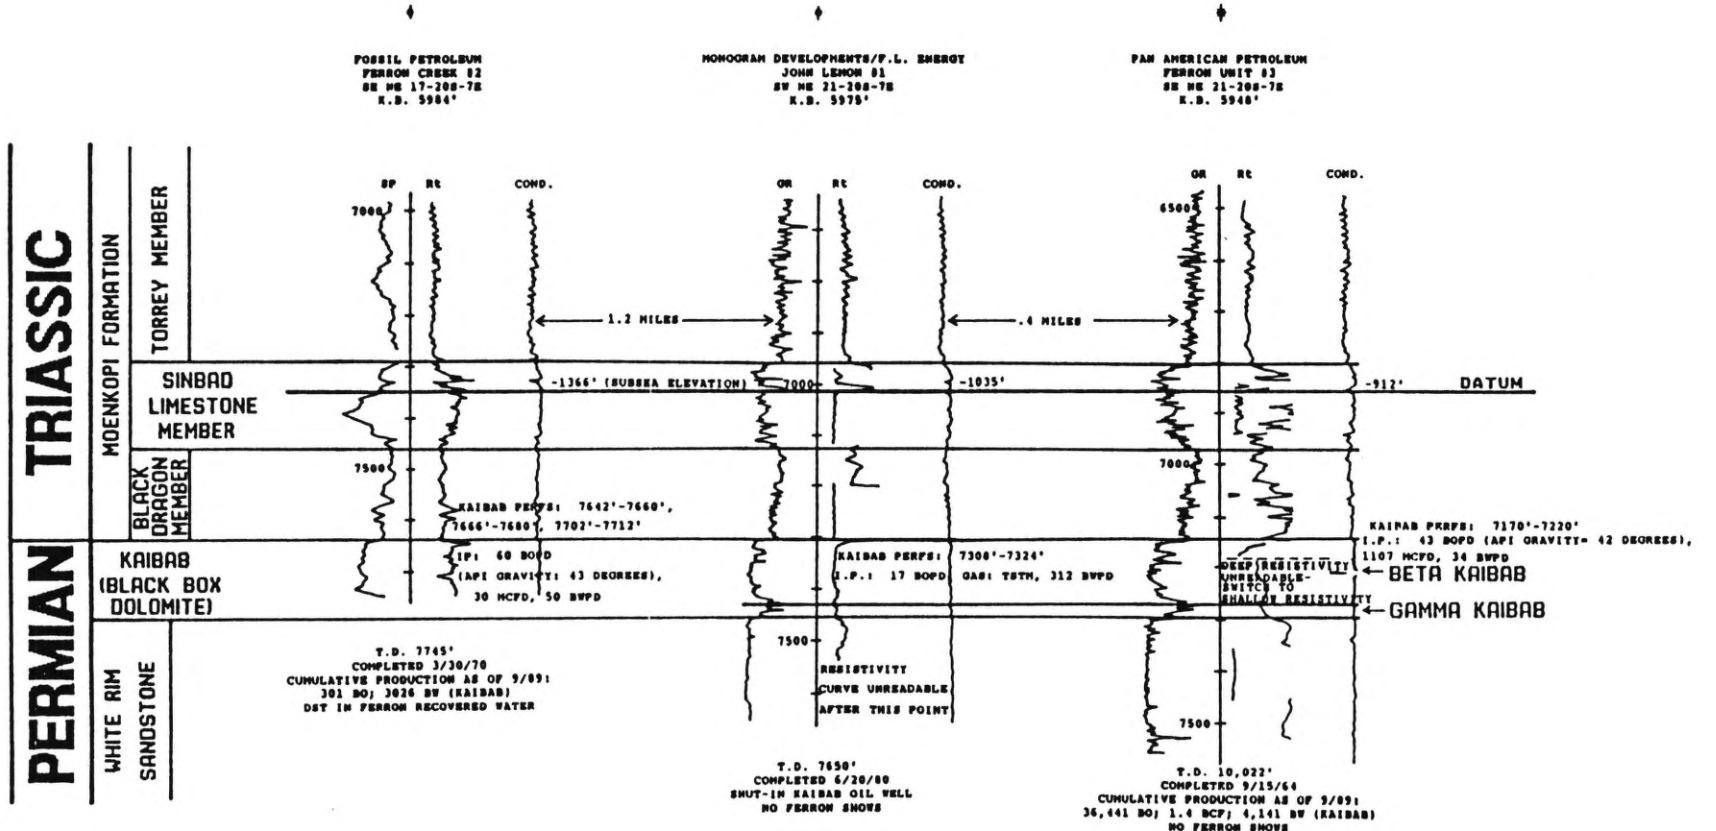 FOSSIL PETROLEUM
FERRON CREEK #2
SE NE 17-20S-7E
K.B. 5984'
MONOGRAM DEVELOPMENTS/F.L. ENERGY
JOHN LEMON #1
SW NE 21-20S-7E
K.B. 5975'
PAN AMERICAN PETROLEUM
FERRON UNIT #3
SE NE 21-20S-7E
K.B. 5948'
TRIASSIC
MOENKOPI FORMATION
TORREY MEMBER
SP Rt COND.
GR Rt COND.
GR Rt COND.
7000
6500
1.2 MILES
.4 MILES
SINBAD
LIMESTONE
MEMBER
-1366' (SUBSEA ELEVATION)
7000
-1035'
-912'
DATUM
BLACK
DRAGON
MEMBER
7500
7000
KAIBAB PERFS: 7642'-7660',
7666'-7680', 7702'-7712'
KAIBAB PERFS: 7170'-7220'
I.P.: 43 BOPD (API GRAVITY= 42 DEGREES),
1107 MCFD, 34 BWPD
PERMIAN
KAIBAB
(BLACK BOX
DOLOMITE)
IP: 60 BOPD
(API GRAVITY: 43 DEGREES),
30 MCFD, 50 BWPD
KAIBAB PERFS: 7308'-7324'
I.P.: 17 BOPD, GAS: TSTM, 312 BWPD
DEEP RESISTIVITY
UNREADABLE-
SWITCH TO
SHALLOW RESISTIVITY
BETA KAIBAB
GAMMA KAIBAB
WHITE RIM
SANDSTONE
7500
RESISTIVITY
CURVE UNREADABLE
AFTER THIS POINT
7500
T.D. 7745'
COMPLETED 3/30/70
CUMULATIVE PRODUCTION AS OF 9/89:
301 BO; 3026 BW (KAIBAB)
DST IN FERRON RECOVERED WATER
T.D. 7650'
COMPLETED 6/20/80
SHUT-IN KAIBAB OIL WELL
NO FERRON SHOWS
T.D. 10,022'
COMPLETED 9/15/64
CUMULATIVE PRODUCTION AS OF 9/89:
36,441 BO; 1.4 BCF; 4,141 BW (KAIBAB)
NO FERRON SHOWS